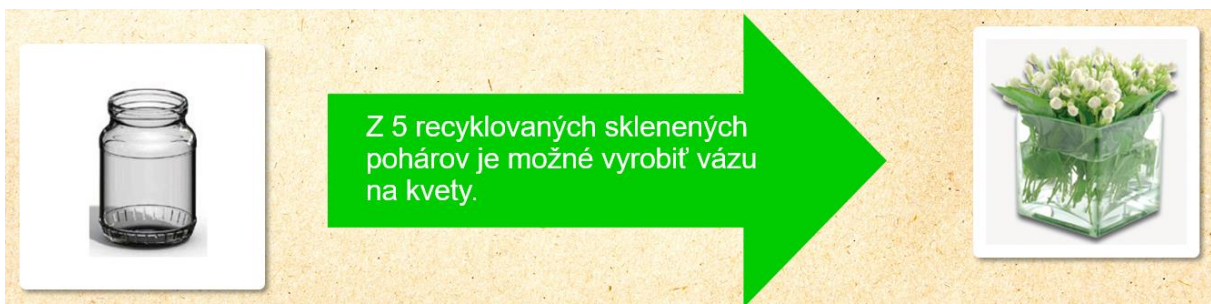 Z 5 recyklovaných sklenených
pohárov je možné vyrobiť vázu
na kvety.